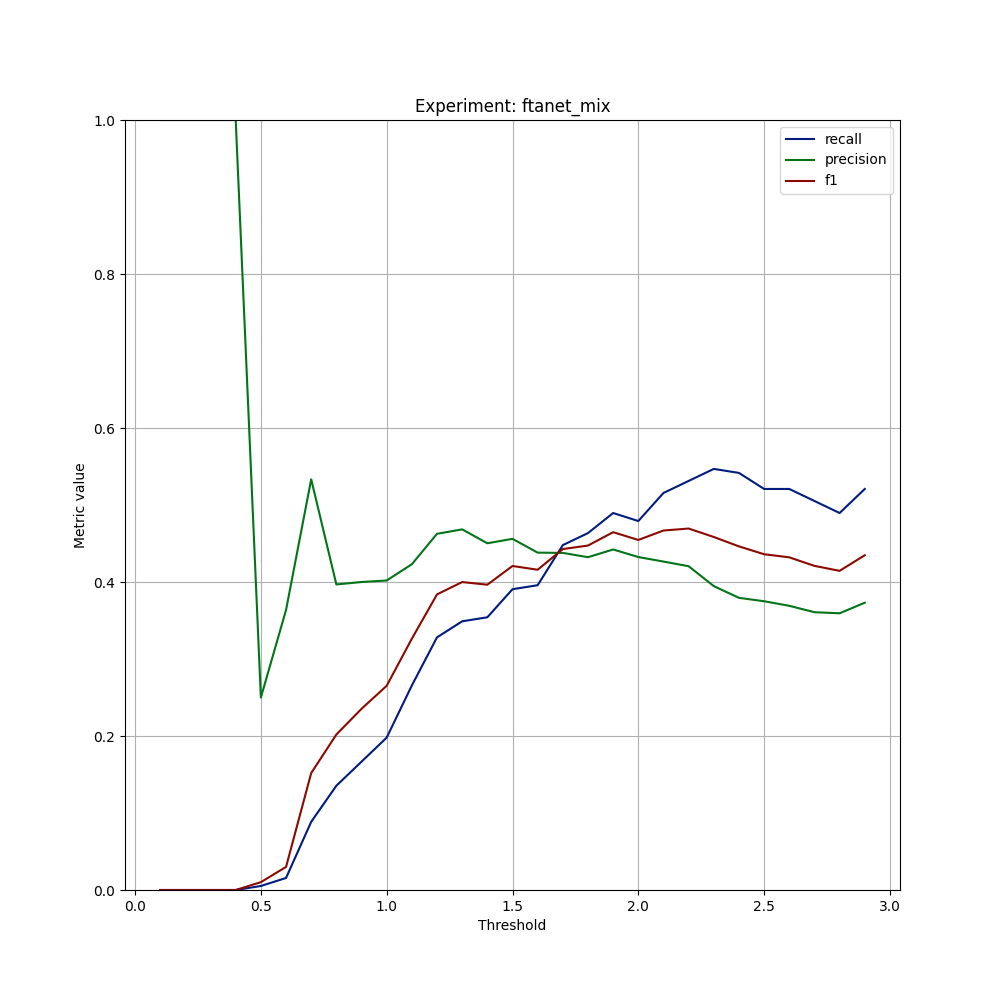 Experiment: ftanet_mix
recall
precision
f1
1.0
0.8
0.6
0.4
0.2
0.0
Metric value
0.0 0.5 1.0 1.5 2.0 2.5 3.0
Threshold